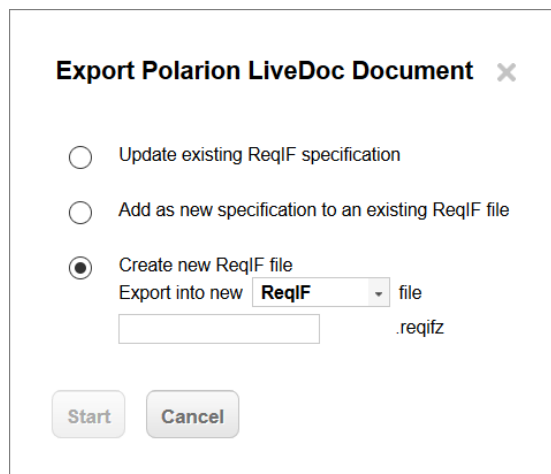 Export Polarion LiveDoc Document
Update existing ReqIF specification
Add as new specification to an existing ReqIF file
Create new ReqIF file
Export into new ReqIF file
.reqifz
Start Cancel